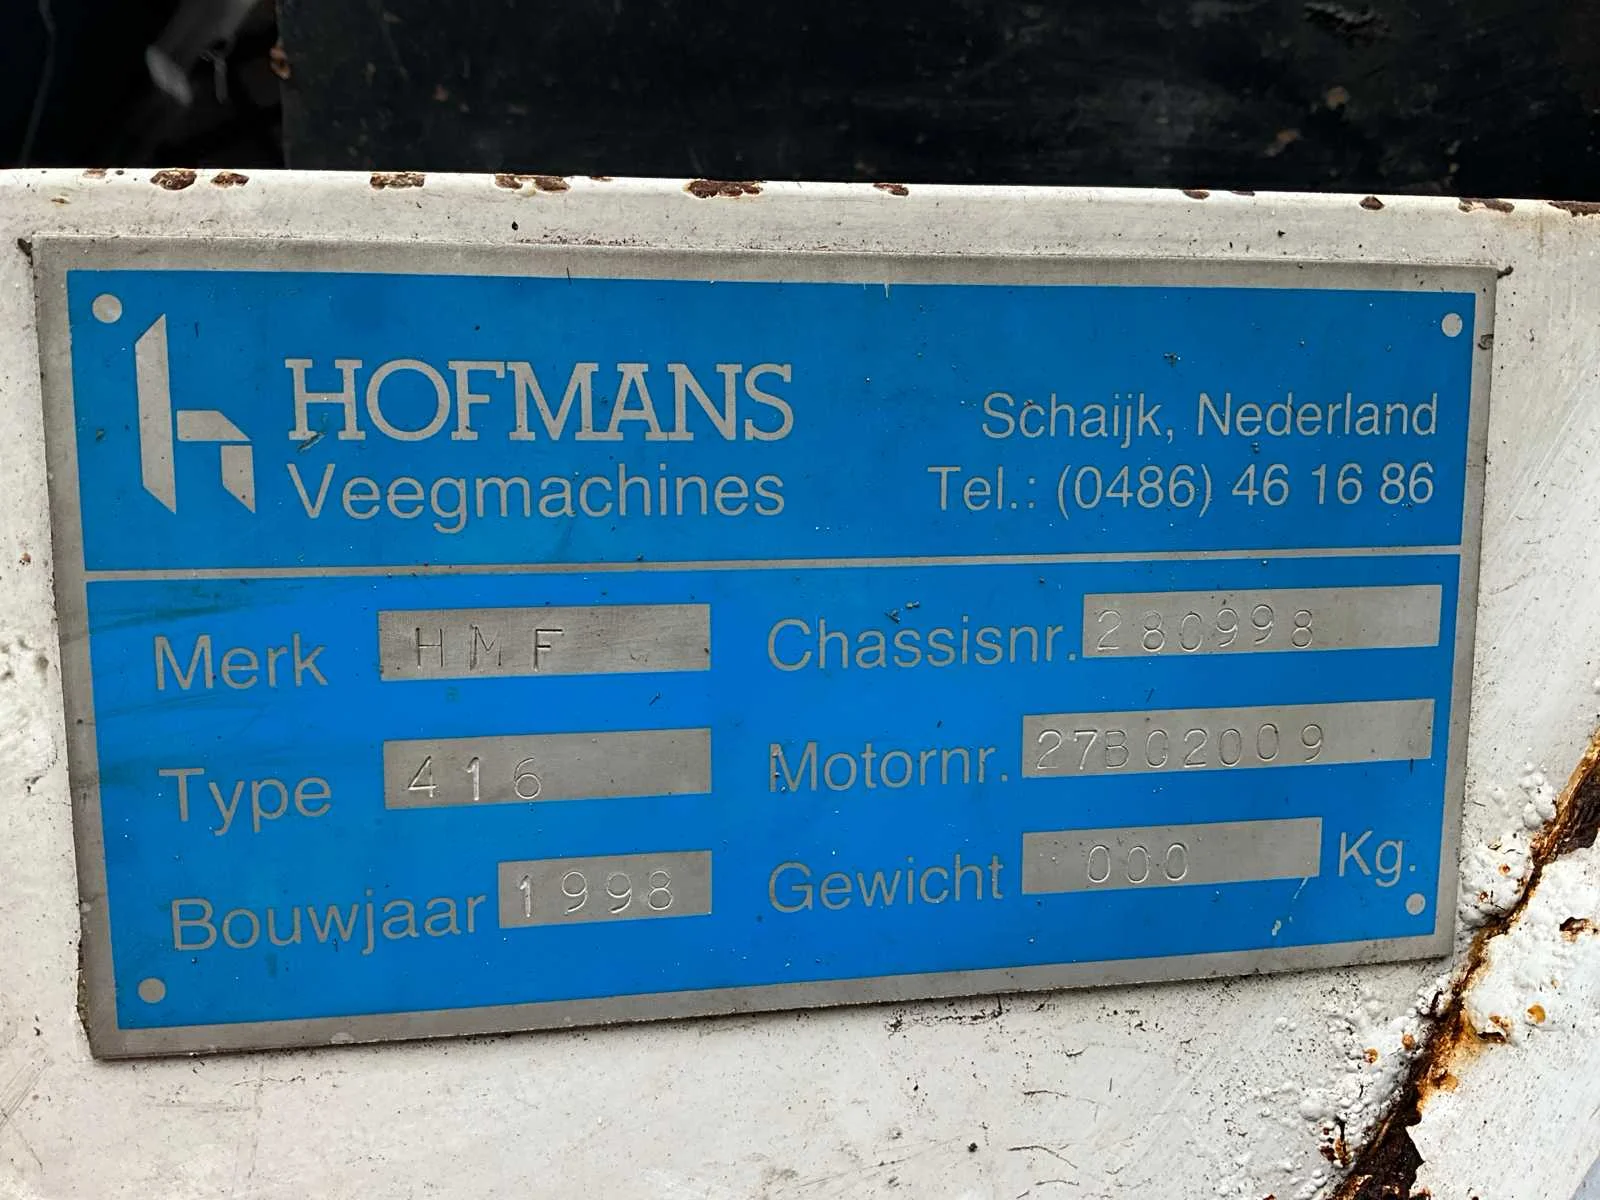 HOFMANS
Veegmachines
Schaijk, Nederland
Tel.: (0486) 46 16 86
Merk HMF
Type 416
Bouwjaar 1998
Chassisnr. 280998
Motornr. 27B02009
Gewicht 000 Kg.